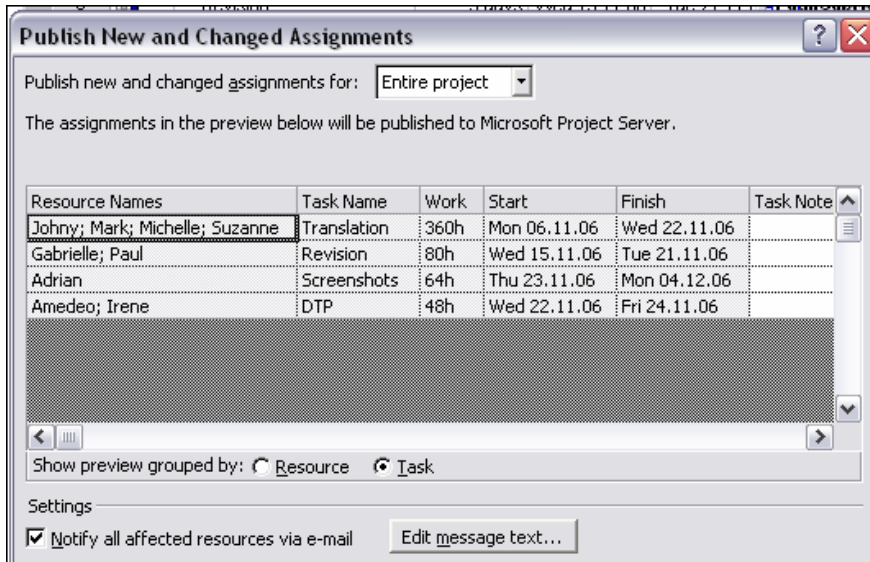 Publish New and Changed Assignments
Publish new and changed assignments for: Entire project
The assignments in the preview below will be published to Microsoft Project Server.
Resource Names Task Name Work Start Finish Task Note
Johny; Mark; Michelle; Suzanne Translation 360h Mon 06.11.06 Wed 22.11.06
Gabrielle; Paul Revision 80h Wed 15.11.06 Tue 21.11.06
Adrian Screenshots 64h Thu 23.11.06 Mon 04.12.06
Amedeo; Irene DTP 48h Wed 22.11.06 Fri 24.11.06
Show preview grouped by: Resource Task
Settings
Notify all affected resources via e-mail Edit message text...